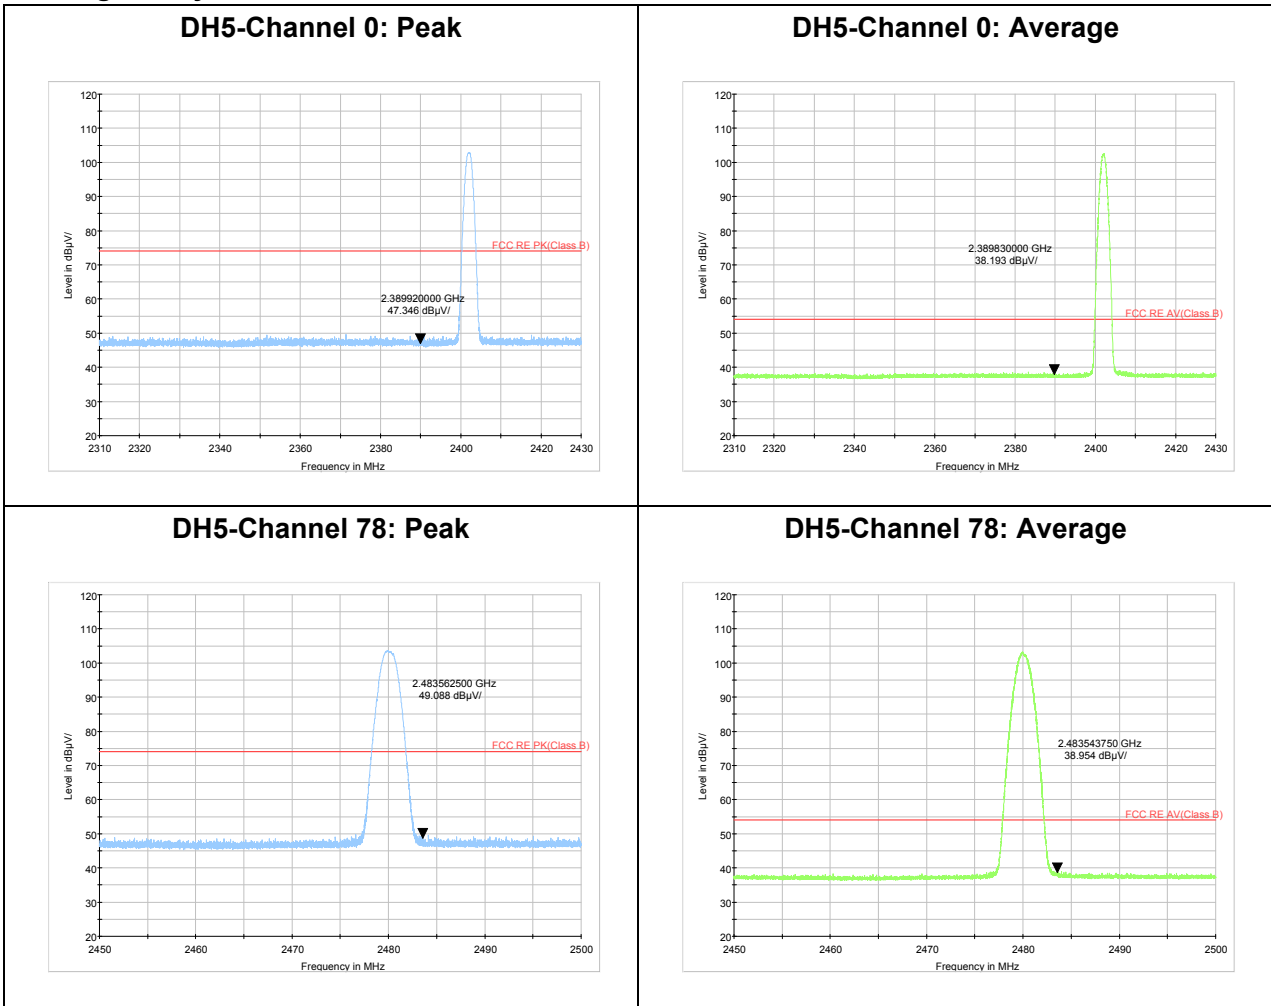 DH5-Channel 0: Peak
120
110
100
90
80
70
60
50
40
30
20
Level in dBµV/
FCC RE PK(Class B)
2.389920000 GHz
47.346 dBµV/
2310 2320 2340 2360 2380 2400 2420 2430
Frequency in MHz
DH5-Channel 0: Average
120
110
100
90
80
70
60
50
40
30
20
Level in dBµV/
2.389830000 GHz
38.193 dBµV/
FCC RE AV(Class B)
2310 2320 2340 2360 2380 2400 2420 2430
Frequency in MHz
DH5-Channel 78: Peak
120
110
100
90
80
70
60
50
40
30
20
Level in dBµV/
2.483562500 GHz
49.088 dBµV/
FCC RE PK(Class B)
2450 2460 2470 2480 2490 2500
Frequency in MHz
DH5-Channel 78: Average
120
110
100
90
80
70
60
50
40
30
20
Level in dBµV/
2.483543750 GHz
38.954 dBµV/
FCC RE AV(Class B)
2450 2460 2470 2480 2490 2500
Frequency in MHz